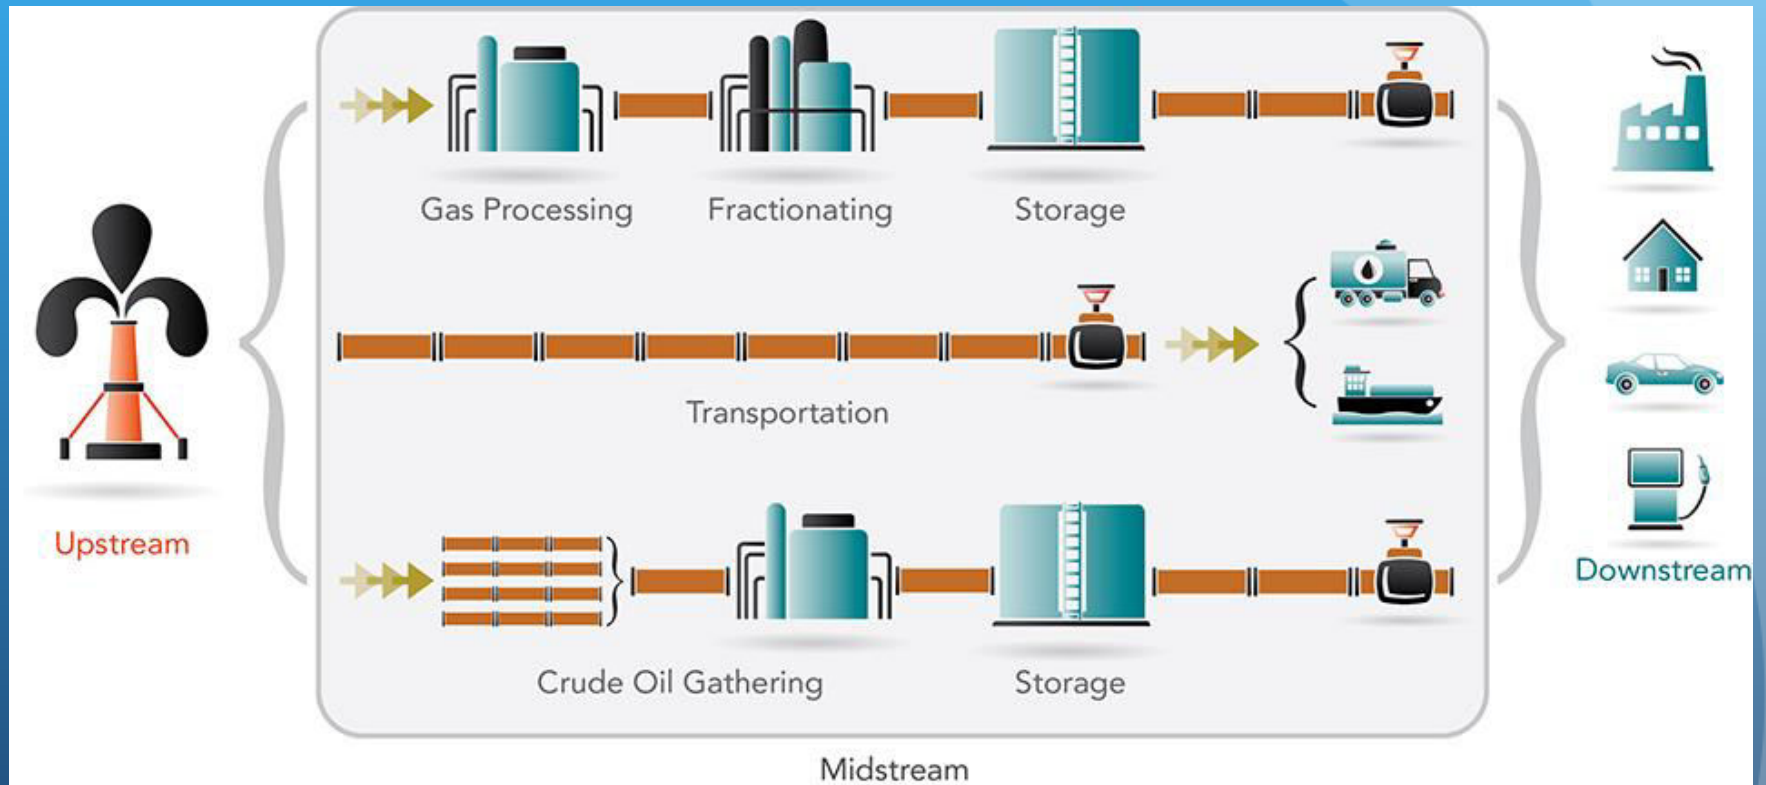 Gas Processing
Fractionating
Storage
Transportation
Upstream
Downstream
Crude Oil Gathering
Storage
Midstream